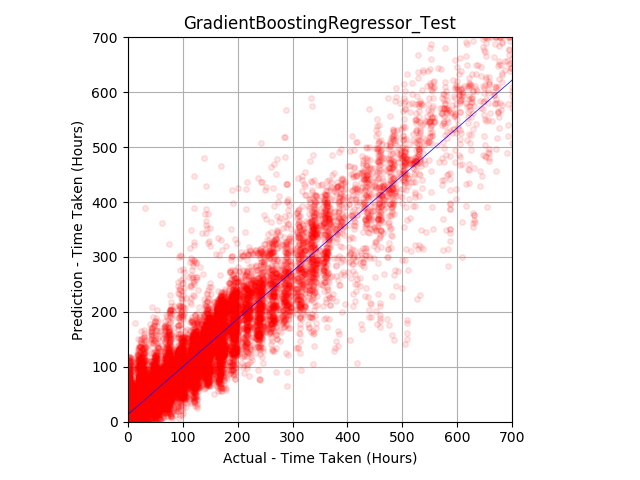 GradientBoostingRegressor_Test
700
600
500
400
300
200
100
0
Prediction - Time Taken (Hours)
0 100 200 300 400 500 600 700
Actual - Time Taken (Hours)